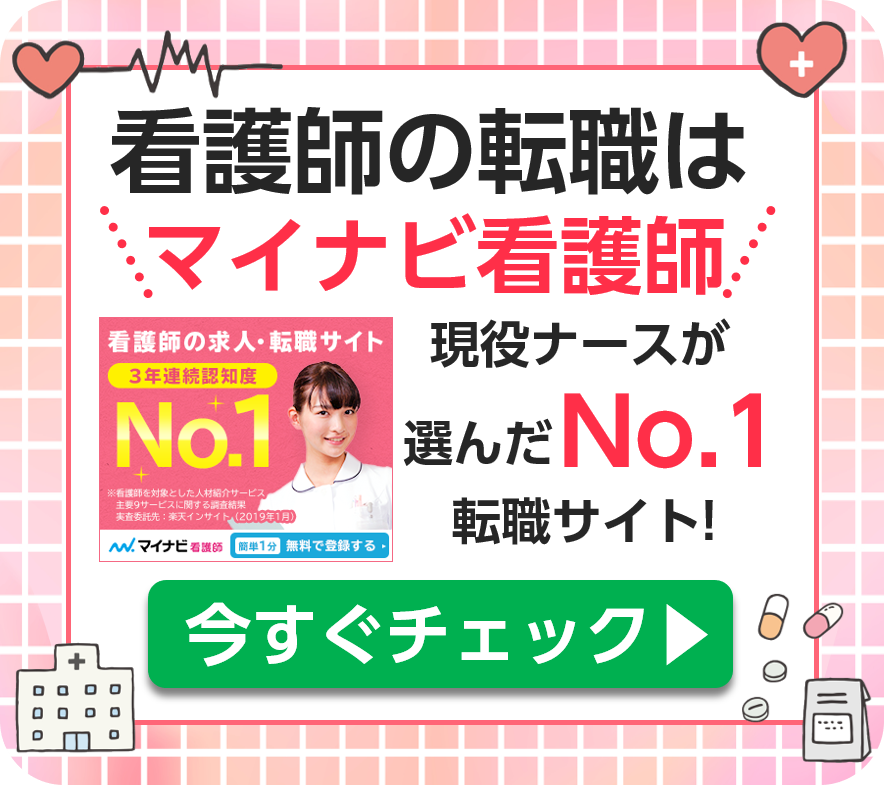 看護師の転職は
マイナビ看護師
看護師の求人・転職サイト
3年連続認知度
No.1
※看護師を対象とした人材紹介サービス
主要9サービスに関する調査結果
実査委託先：楽天インサイト（2019年1月）
マイナビ看護師
簡単1分 無料で登録する
現役ナースが
選んだNo.1
転職サイト!
今すぐチェック